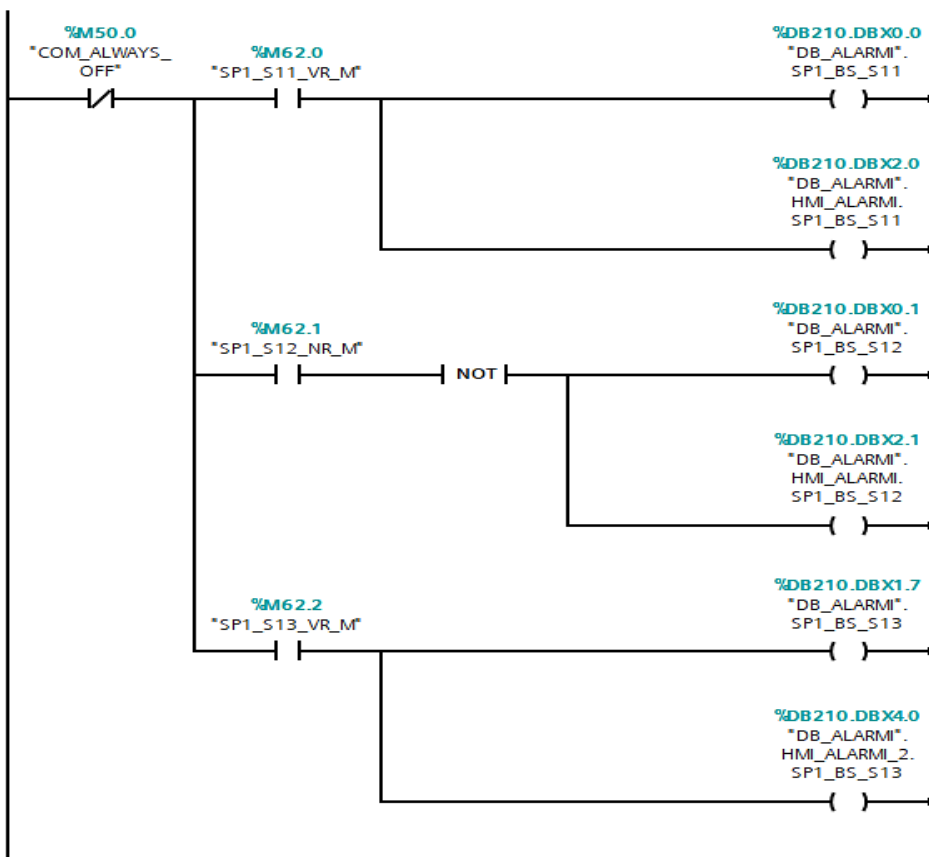 %M50.0
"COM_ALWAYS_
OFF"
%M62.0
"SP1_S11_VR_M"
%DB210.DBX0.0
"DB_ALARMI".
SP1_BS_S11
%DB210.DBX2.0
"DB_ALARMI".
HMI_ALARMI.
SP1_BS_S11
%M62.1
"SP1_S12_NR_M"
NOT
%DB210.DBX0.1
"DB_ALARMI".
SP1_BS_S12
%DB210.DBX2.1
"DB_ALARMI".
HMI_ALARMI.
SP1_BS_S12
%M62.2
"SP1_S13_VR_M"
%DB210.DBX1.7
"DB_ALARMI".
SP1_BS_S13
%DB210.DBX4.0
"DB_ALARMI".
HMI_ALARMI_2.
SP1_BS_S13